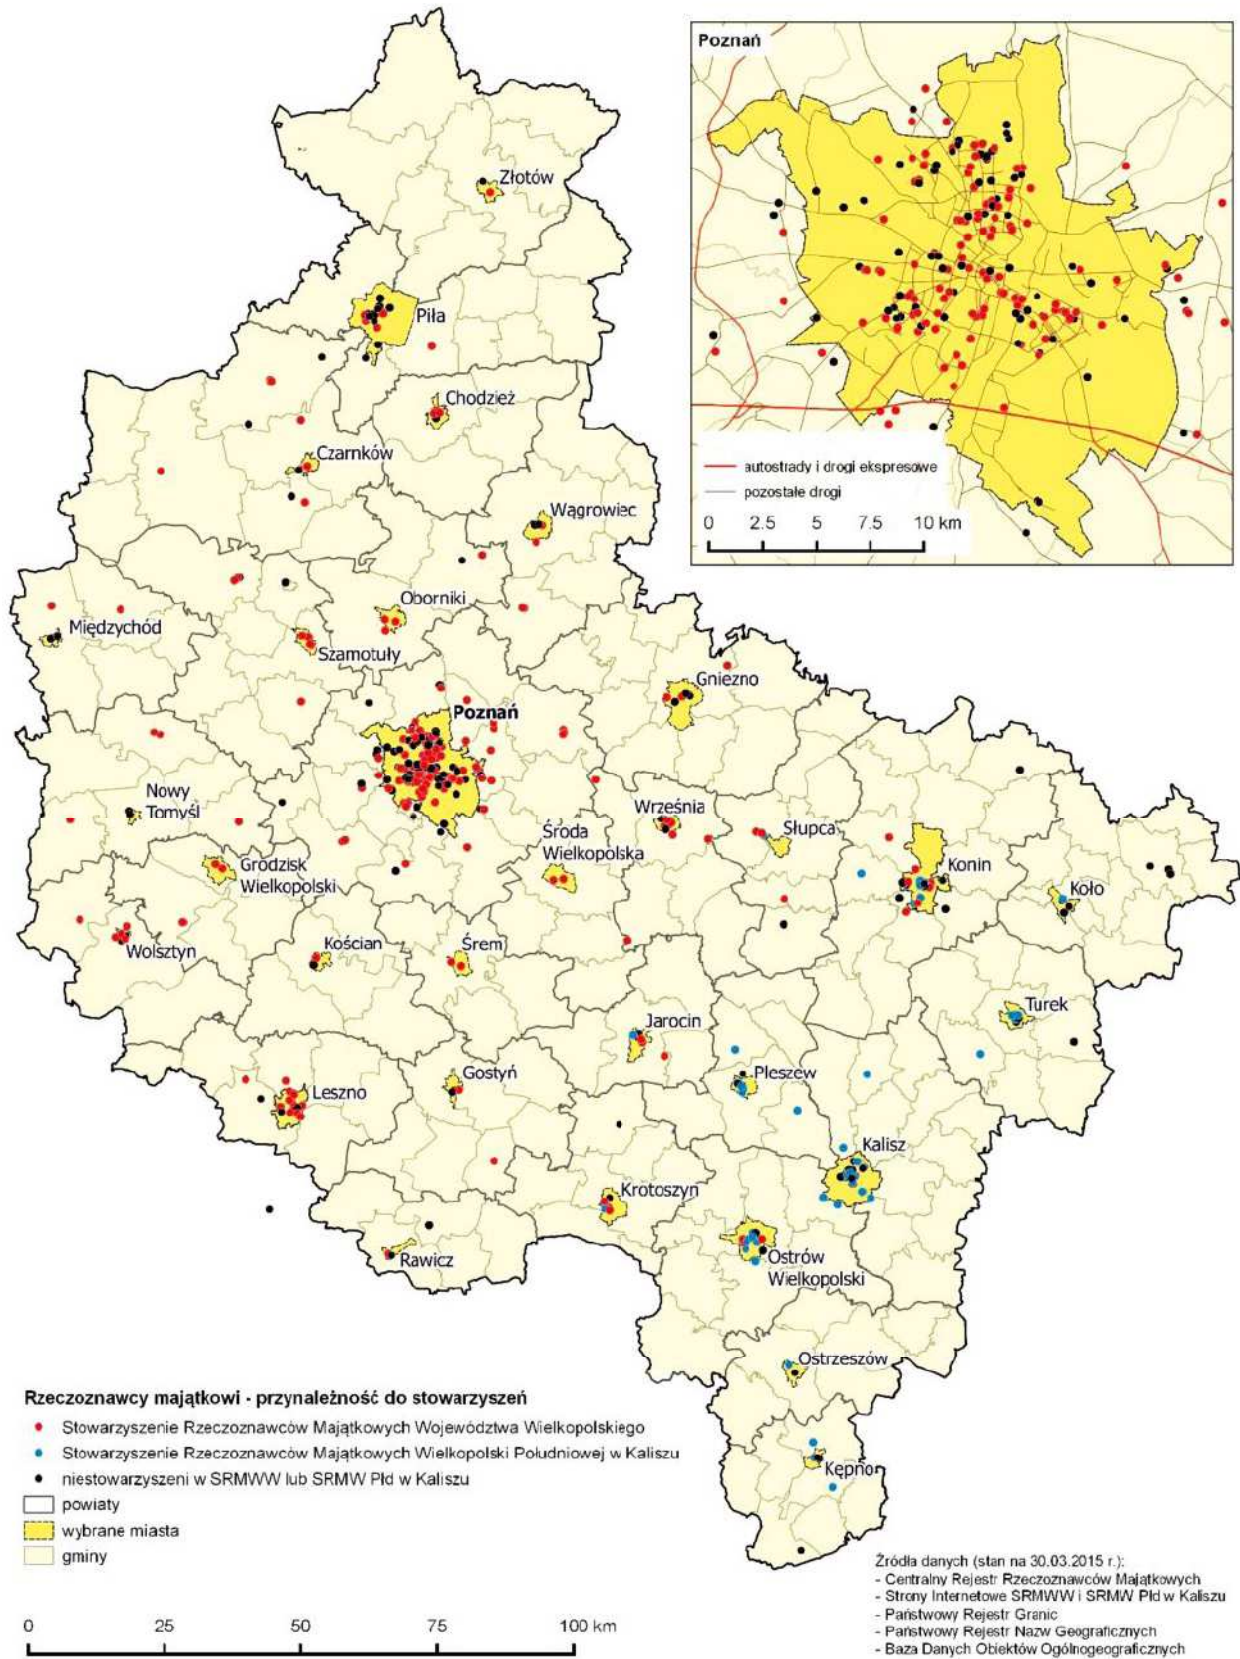 Poznań
autostrady i drogi ekspresowe
pozostałe drogi
0 2.5 5 7.5 10 km
Złotów
Piła
Chodzież
Czarnków
Wągrowiec
Oborniki
Międzychód
Szamotuły
Gniezno
Poznań
Nowy
Tomyśl
Września
Słupca
Środa
Wielkopolska
Grodzisk
Wielkopolski
Konin
Koło
Wolsztyn
Kościan
Śrem
Turek
Jarocin
Pleszew
Gostyń
Leszno
Kalisz
Krotoszyn
Rawicz
Ostrów
Wielkopolski
Ostrzeszów
Kępno
Rzeczoznawcy majątkowi - przynależność do stowarzyszeń
Stowarzyszenie Rzeczoznawców Majątkowych Województwa Wielkopolskiego
Stowarzyszenie Rzeczoznawców Majątkowych Wielkopolski Południowej w Kaliszu
niestowarzyszeni w SRMWW lub SRMW Płd w Kaliszu
powiaty
wybrane miasta
gminy
0 25 50 75 100 km
Źródła danych (stan na 30.03.2015 r.):
- Centralny Rejestr Rzeczoznawców Majątkowych
- Strony Internetowe SRMWW i SRMW Płd w Kaliszu
- Państwowy Rejestr Granic
- Państwowy Rejestr Nazw Geograficznych
- Baza Danych Obiektów Ogólnogeograficznych